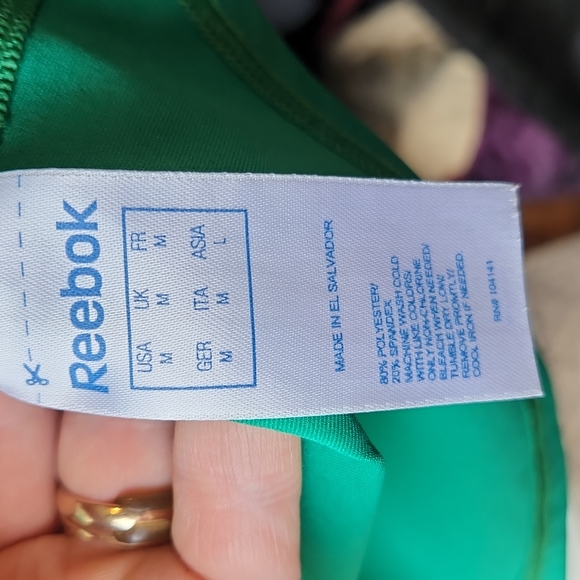 Reebok
USA UK FR
M M M
GER ITA ASIA
M M L
MADE IN EL SALVADOR
80% POLYESTER/
20% SPANDEX
MACHINE WASH COLD
WITH LIKE COLORS/
ONLY NON-CHLORINE
BLEACH WHEN NEEDED/
TUMBLE DRY LOW/
REMOVE PROMTLY/
COOL IRON IF NEEDED.
RN# 104141